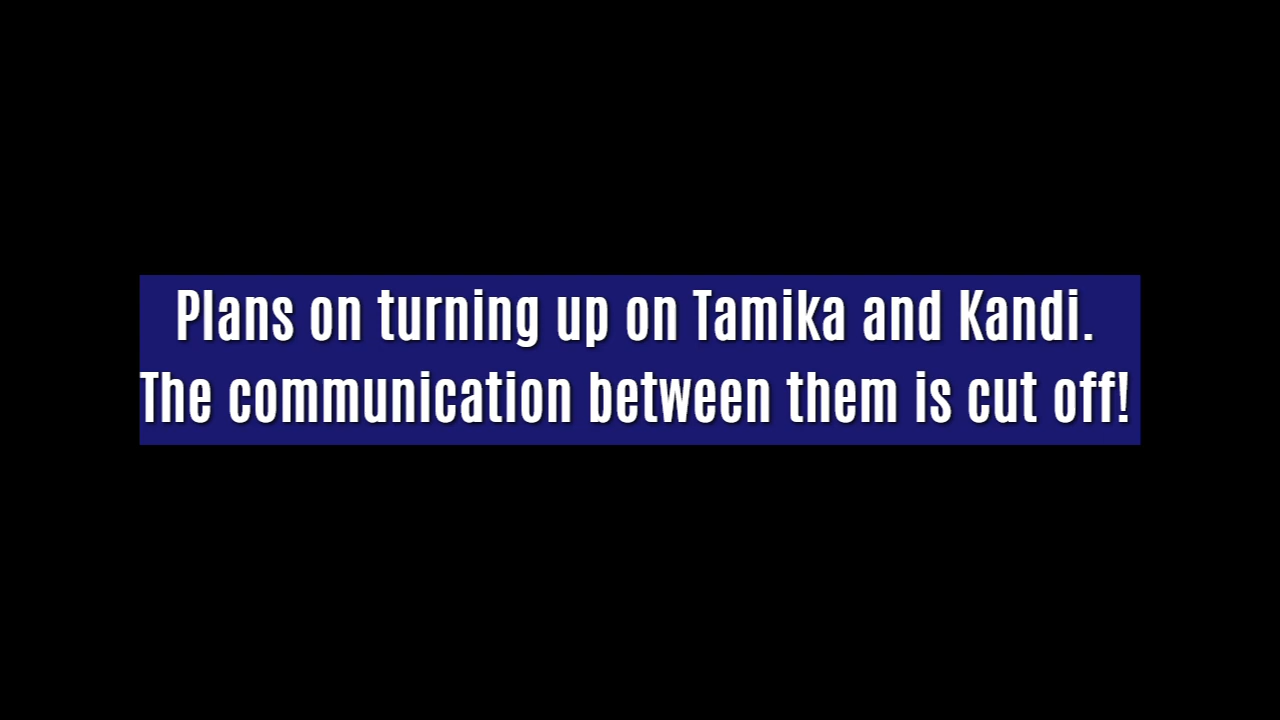 Plans on turning up on Tamika and Kandi.
The communication between them is cut off!